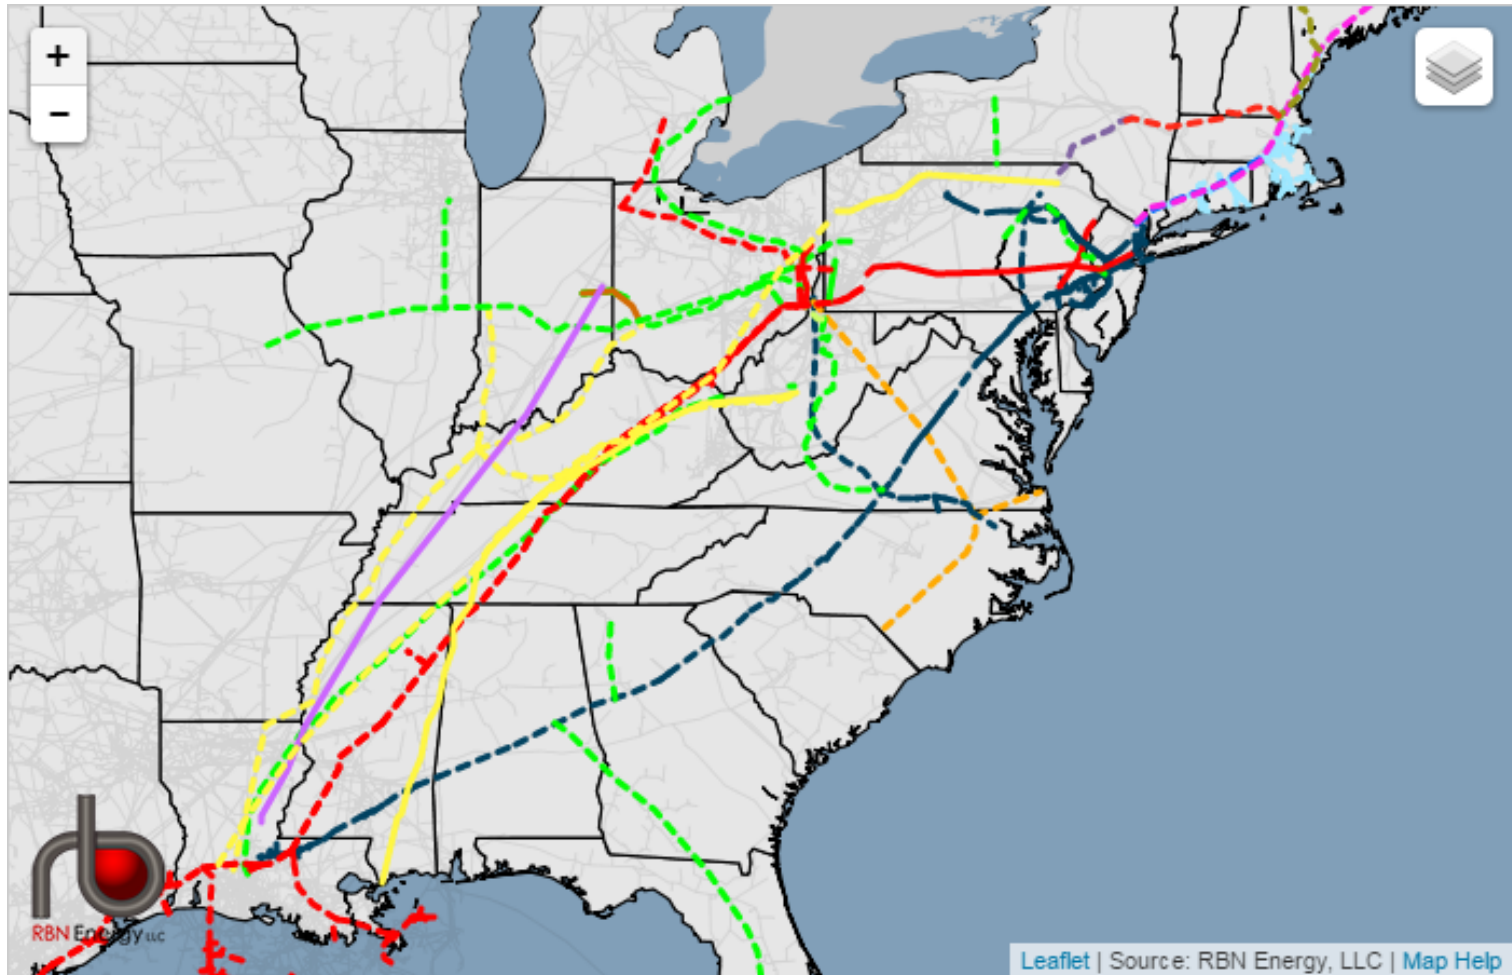 +
−
RBN Energy LLC
Leaflet | Source: RBN Energy, LLC | Map Help